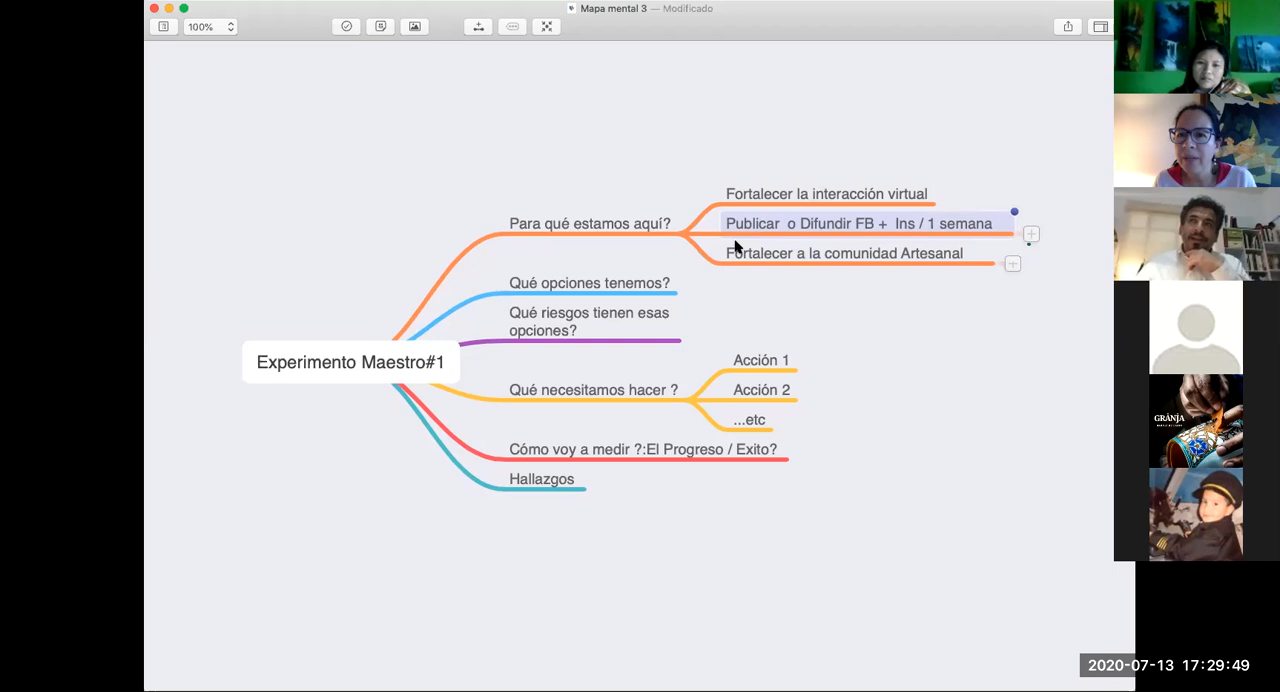 Mapa mental 3 — Modificado
100%
Fortalecer la interacción virtual
Para qué estamos aquí?
Publicar o Difundir FB + Ins / 1 semana
Fortalecer a la comunidad Artesanal
Qué opciones tenemos?
Qué riesgos tienen esas
opciones?
Experimento Maestro#1
Acción 1
Qué necesitamos hacer ?
Acción 2
...etc
Cómo voy a medir ?:El Progreso / Exito?
Hallazgos
GRANJA
2020-07-13 17:29:49